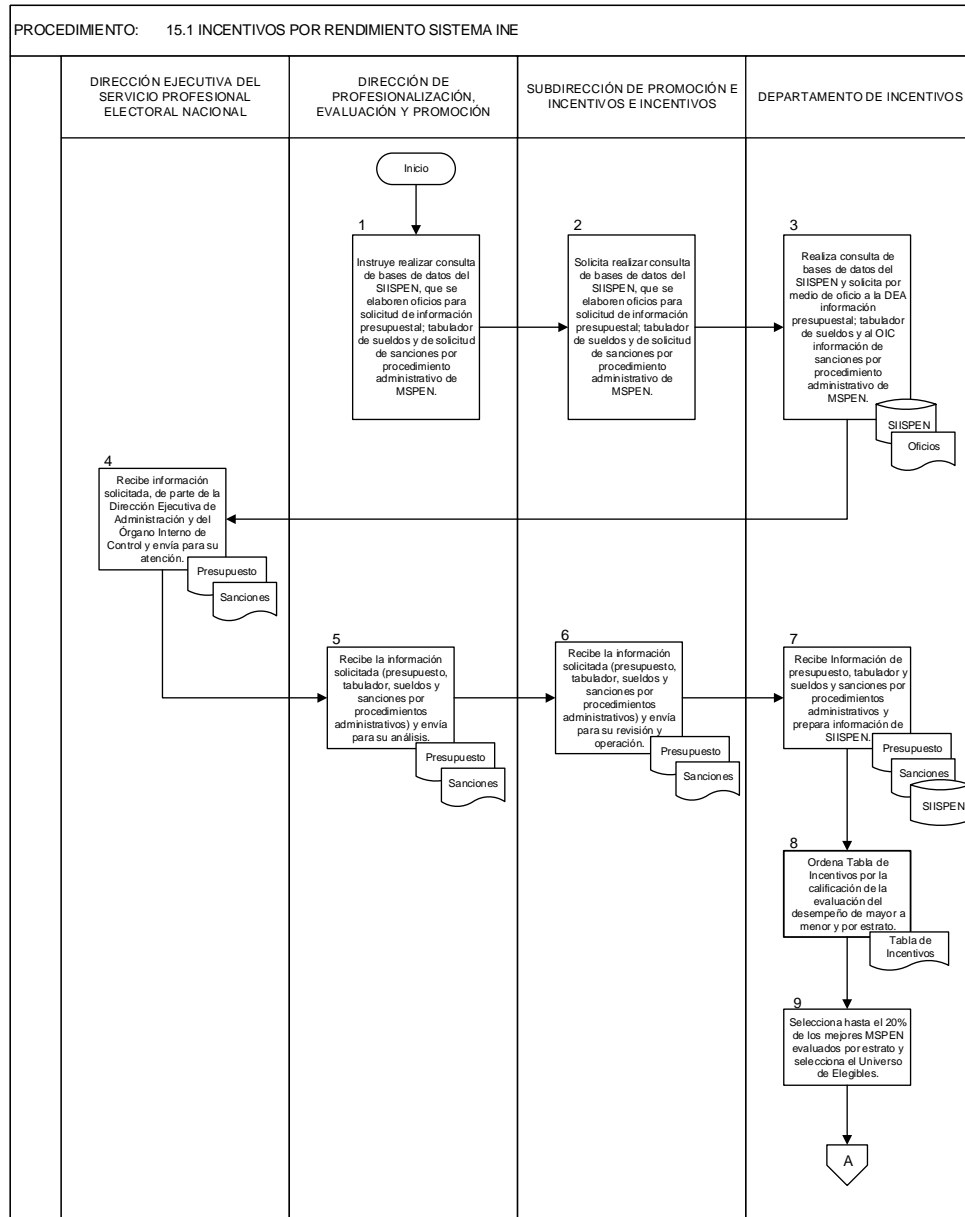 PROCEDIMIENTO: 15.1 INCENTIVOS POR RENDIMIENTO SISTEMA INE
DIRECCIÓN EJECUTIVA DEL
SERVICIO PROFESIONAL
ELECTORAL NACIONAL
DIRECCIÓN DE
PROFESIONALIZACIÓN,
EVALUACIÓN Y PROMOCIÓN
SUBDIRECCIÓN DE PROMOCIÓN E
INCENTIVOS E INCENTIVOS
DEPARTAMENTO DE INCENTIVOS
Inicio
1
Instruye realizar consulta
de bases de datos del
SIISPEN, que se
elaboren oficios para
solicitud de información
presupuestal; tabulador
de sueldos y de solicitud
de sanciones por
procedimiento
administrativo de
MSPEN.
2
Solicita realizar consulta
de bases de datos del
SIISPEN, que se
elaboren oficios para
solicitud de información
presupuestal; tabulador
de sueldos y de solicitud
de sanciones por
procedimiento
administrativo de
MSPEN.
3
Realiza consulta de
bases de datos del
SIISPEN y solicita por
medio de oficio a la DEA
información
presupuestal; tabulador
de sueldos y al OIC
información de
sanciones por
procedimiento
administrativo de
MSPEN.
SIISPEN
Oficios
4
Recibe información
solicitada, de parte de la
Dirección Ejecutiva de
Administración y del
Órgano Interno de
Control y envía para su
atención.
Presupuesto
Sanciones
5
Recibe la información
solicitada (presupuesto,
tabulador, sueldos y
sanciones por
procedimientos
administrativos) y envía
para su análisis.
Presupuesto
Sanciones
6
Recibe la información
solicitada (presupuesto,
tabulador, sueldos y
sanciones por
procedimientos
administrativos) y envía
para su revisión y
operación.
Presupuesto
Sanciones
7
Recibe Información de
presupuesto, tabulador y
sueldos y sanciones por
procedimientos
administrativos y
prepara información de
SIISPEN.
Presupuesto
Sanciones
SIISPEN
8
Ordena Tabla de
Incentivos por la
calificación de la
evaluación del
desempeño de mayor a
menor y por estrato.
Tabla de
Incentivos
9
Selecciona hasta el 20%
de los mejores MSPEN
evaluados por estrato y
selecciona el Universo
de Elegibles.
A